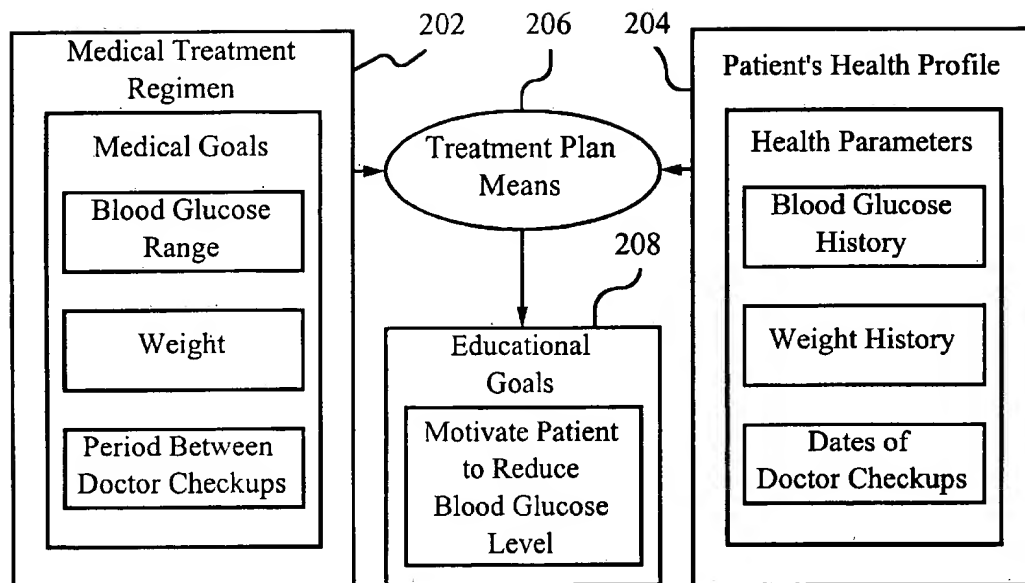 Medical Treatment
Regimen
Medical Goals
Blood Glucose
Range
Weight
Period Between
Doctor Checkups
202
206
204
Treatment Plan
Means
208
Educational
Goals
Motivate Patient
to Reduce
Blood Glucose
Level
Patient's Health Profile
Health Parameters
Blood Glucose
History
Weight History
Dates of
Doctor Checkups